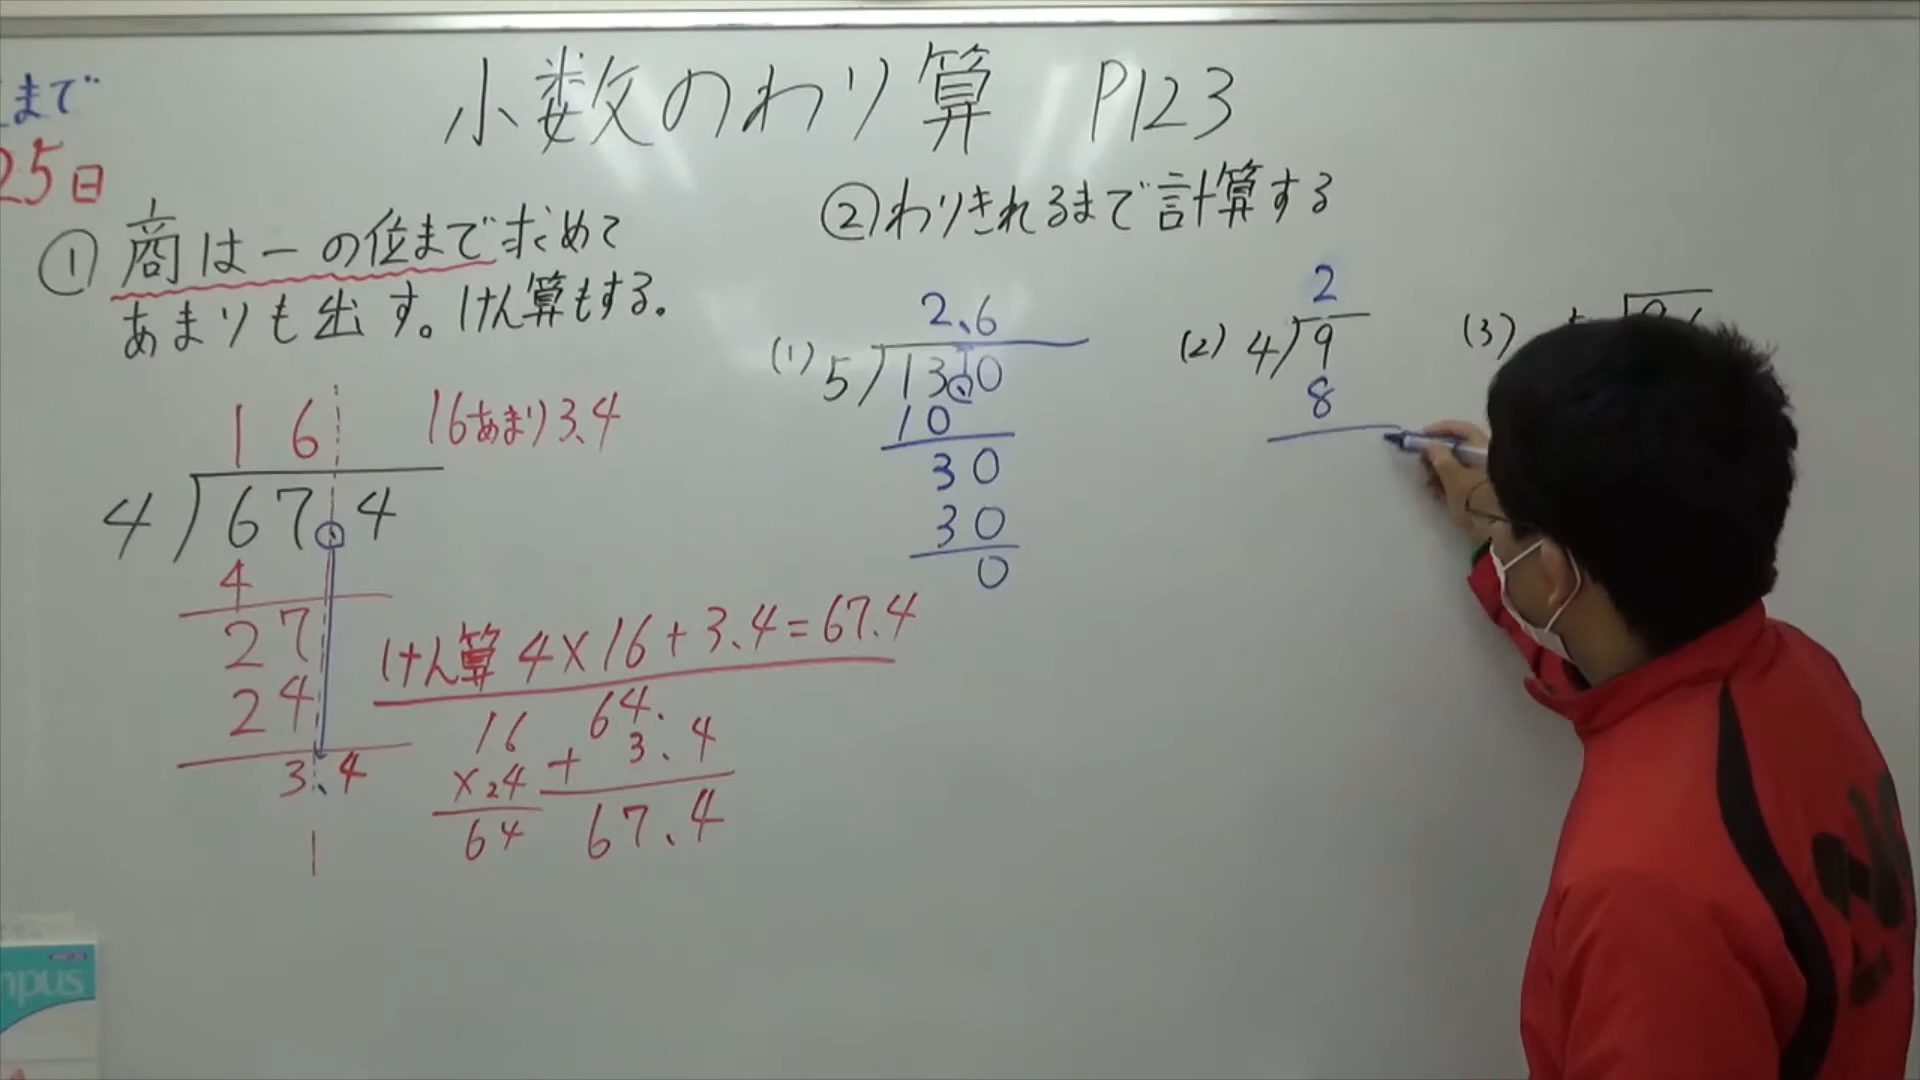 小数のわり算 P123
まで
25日
①商は一の位まで求めて
あまりも出す。けん算もする。
16 16あまり3.4
4)67.4
4
27
24
3.4
1
けん算 4×16+3.4=67.4
16
×24
64
64.
+ 3.4
67.4
②わりきれるまで計算する
2.6
(1) 5)13.0
10
30
30
0
2
(2) 4)9
8
(3)
mpus